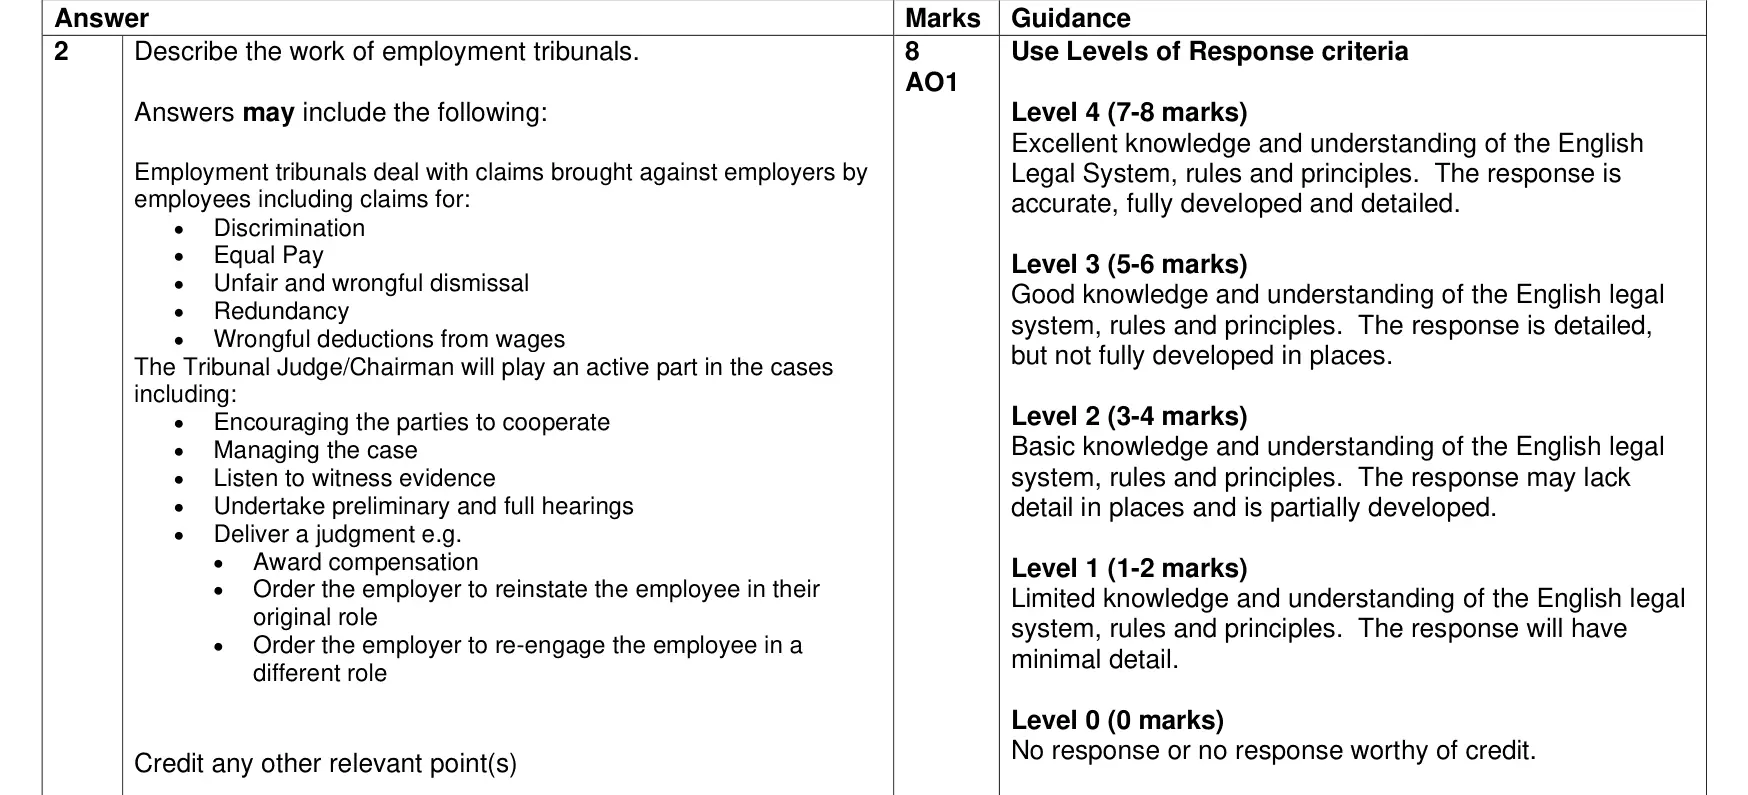 Answer Marks Guidance
2 Describe the work of employment tribunals.
Answers may include the following:
Employment tribunals deal with claims brought against employers by
employees including claims for:
• Discrimination
• Equal Pay
• Unfair and wrongful dismissal
• Redundancy
• Wrongful deductions from wages
The Tribunal Judge/Chairman will play an active part in the cases
including:
• Encouraging the parties to cooperate
• Managing the case
• Listen to witness evidence
• Undertake preliminary and full hearings
• Deliver a judgment e.g.
• Award compensation
• Order the employer to reinstate the employee in their
original role
• Order the employer to re-engage the employee in a
different role
Credit any other relevant point(s)
8
AO1
Use Levels of Response criteria
Level 4 (7-8 marks)
Excellent knowledge and understanding of the English
Legal System, rules and principles. The response is
accurate, fully developed and detailed.
Level 3 (5-6 marks)
Good knowledge and understanding of the English legal
system, rules and principles. The response is detailed,
but not fully developed in places.
Level 2 (3-4 marks)
Basic knowledge and understanding of the English legal
system, rules and principles. The response may lack
detail in places and is partially developed.
Level 1 (1-2 marks)
Limited knowledge and understanding of the English legal
system, rules and principles. The response will have
minimal detail.
Level 0 (0 marks)
No response or no response worthy of credit.